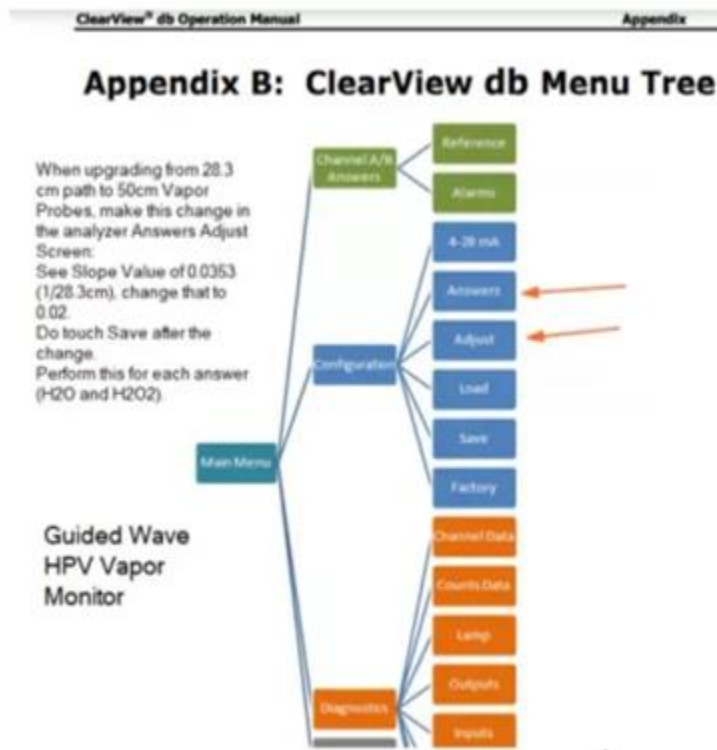 ClearView® db Operation Manual
Appendix
Appendix B: ClearView db Menu Tree
When upgrading from 28.3
cm path to 50cm Vapor
Probes, make this change in
the analyzer Answers Adjust
Screen:
See Slope Value of 0.0353
(1/28.3cm), change that to
0.02.
Do touch Save after the
change.
Perform this for each answer
(H2O and H2O2).
Guided Wave
HPV Vapor
Monitor
Main Menu
Channel A/B
Answers
Reference
Alarms
Configuration
4-20 mA
Answers
Adjust
Load
Save
Factory
Diagnostics
Channel Data
Counts Data
Lamp
Outputs
Inputs